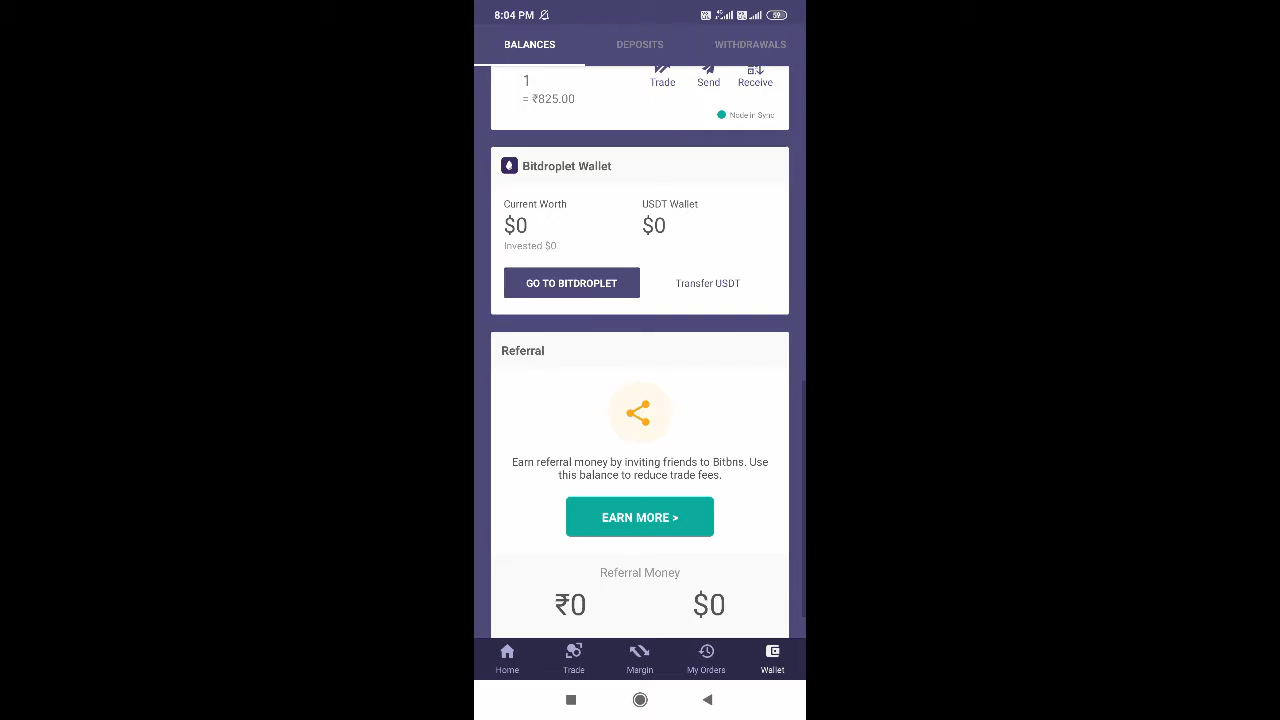 8:04 PM
4G
59
BALANCES
DEPOSITS
WITHDRAWALS
1
= ₹825.00
Trade
Send
Receive
Node in Sync
Bitdroplet Wallet
Current Worth
USDT Wallet
$0
$0
Invested $0
GO TO BITDROPLET
Transfer USDT
Referral
Earn referral money by inviting friends to Bitbns. Use
this balance to reduce trade fees.
EARN MORE >
Referral Money
₹0
$0
Home
Trade
Margin
My Orders
Wallet